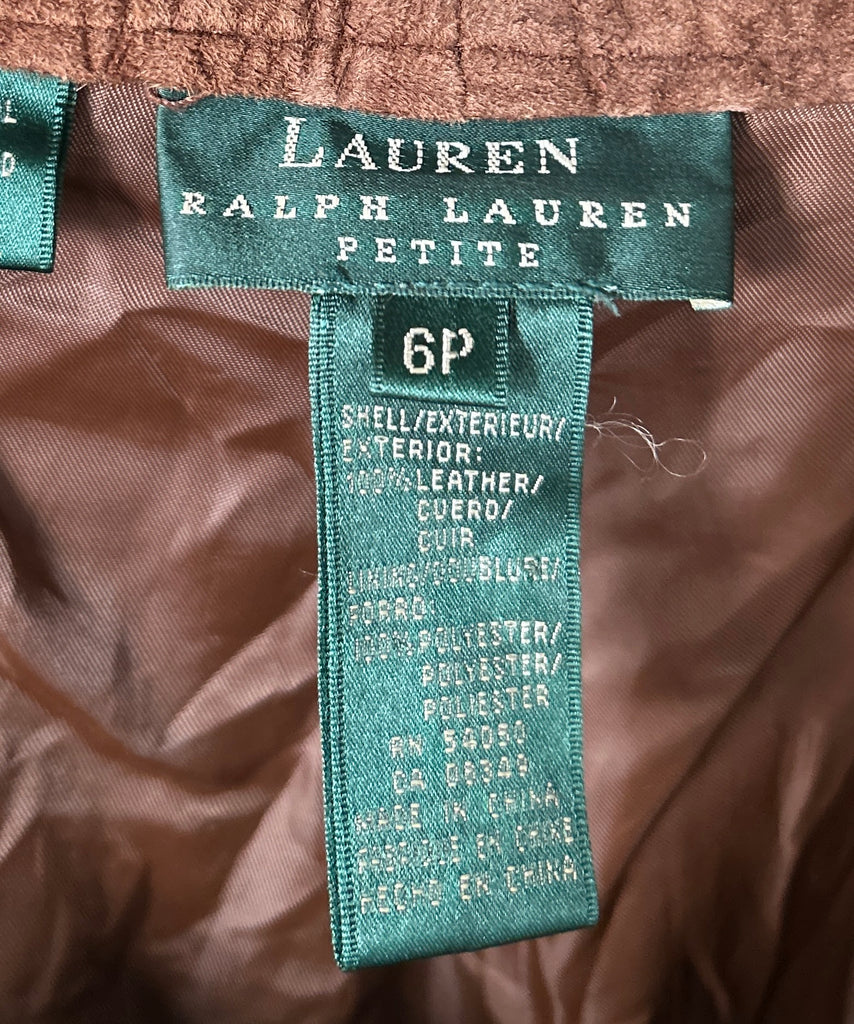 LAUREN
RALPH LAUREN
PETITE
6P
SHELL/EXTERIEUR/
EXTERIOR:
100%LEATHER/
CUERO/
CUIR
LINING/DOUBLURE/
FORRO:
100%POLYESTER/
POLYESTER/
POLIESTER
RN 54050
CA 08349
MADE IN CHINA
FABRIQUE EN CHINE
HECHO EN CHINA